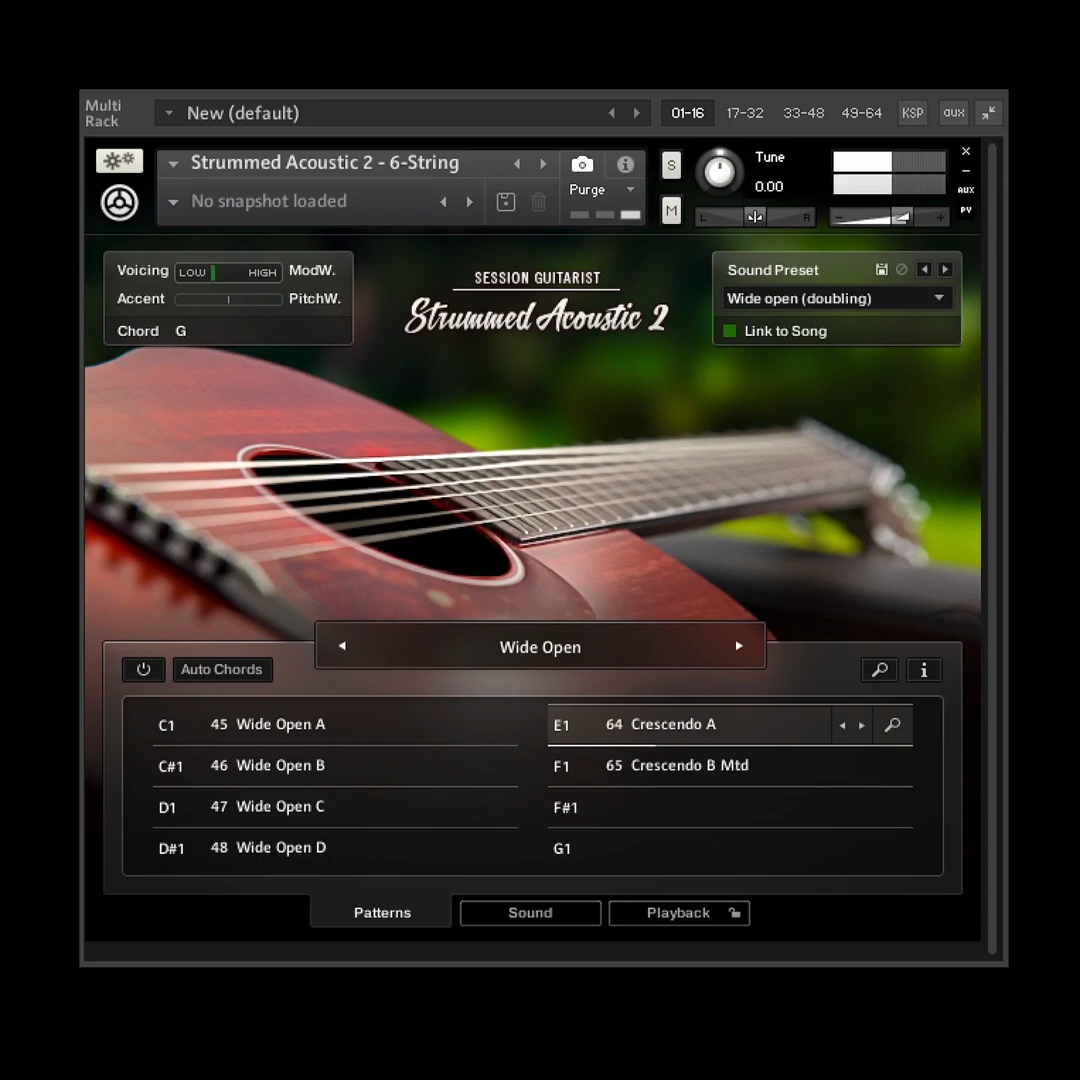 Multi
Rack
New (default)
01-16 17-32 33-48 49-64 KSP aux
Strummed Acoustic 2 - 6-String
No snapshot loaded
Purge
S
M
Tune
0.00
L R
- +
×
AUX
PV
Voicing LOW HIGH ModW.
Accent PitchW.
Chord G
SESSION GUITARIST
Strummed Acoustic 2
Sound Preset
Wide open (doubling)
Link to Song
Wide Open
Auto Chords
i
C1 45 Wide Open A
C#1 46 Wide Open B
D1 47 Wide Open C
D#1 48 Wide Open D
E1 64 Crescendo A
F1 65 Crescendo B Mtd
F#1
G1
Patterns Sound Playback